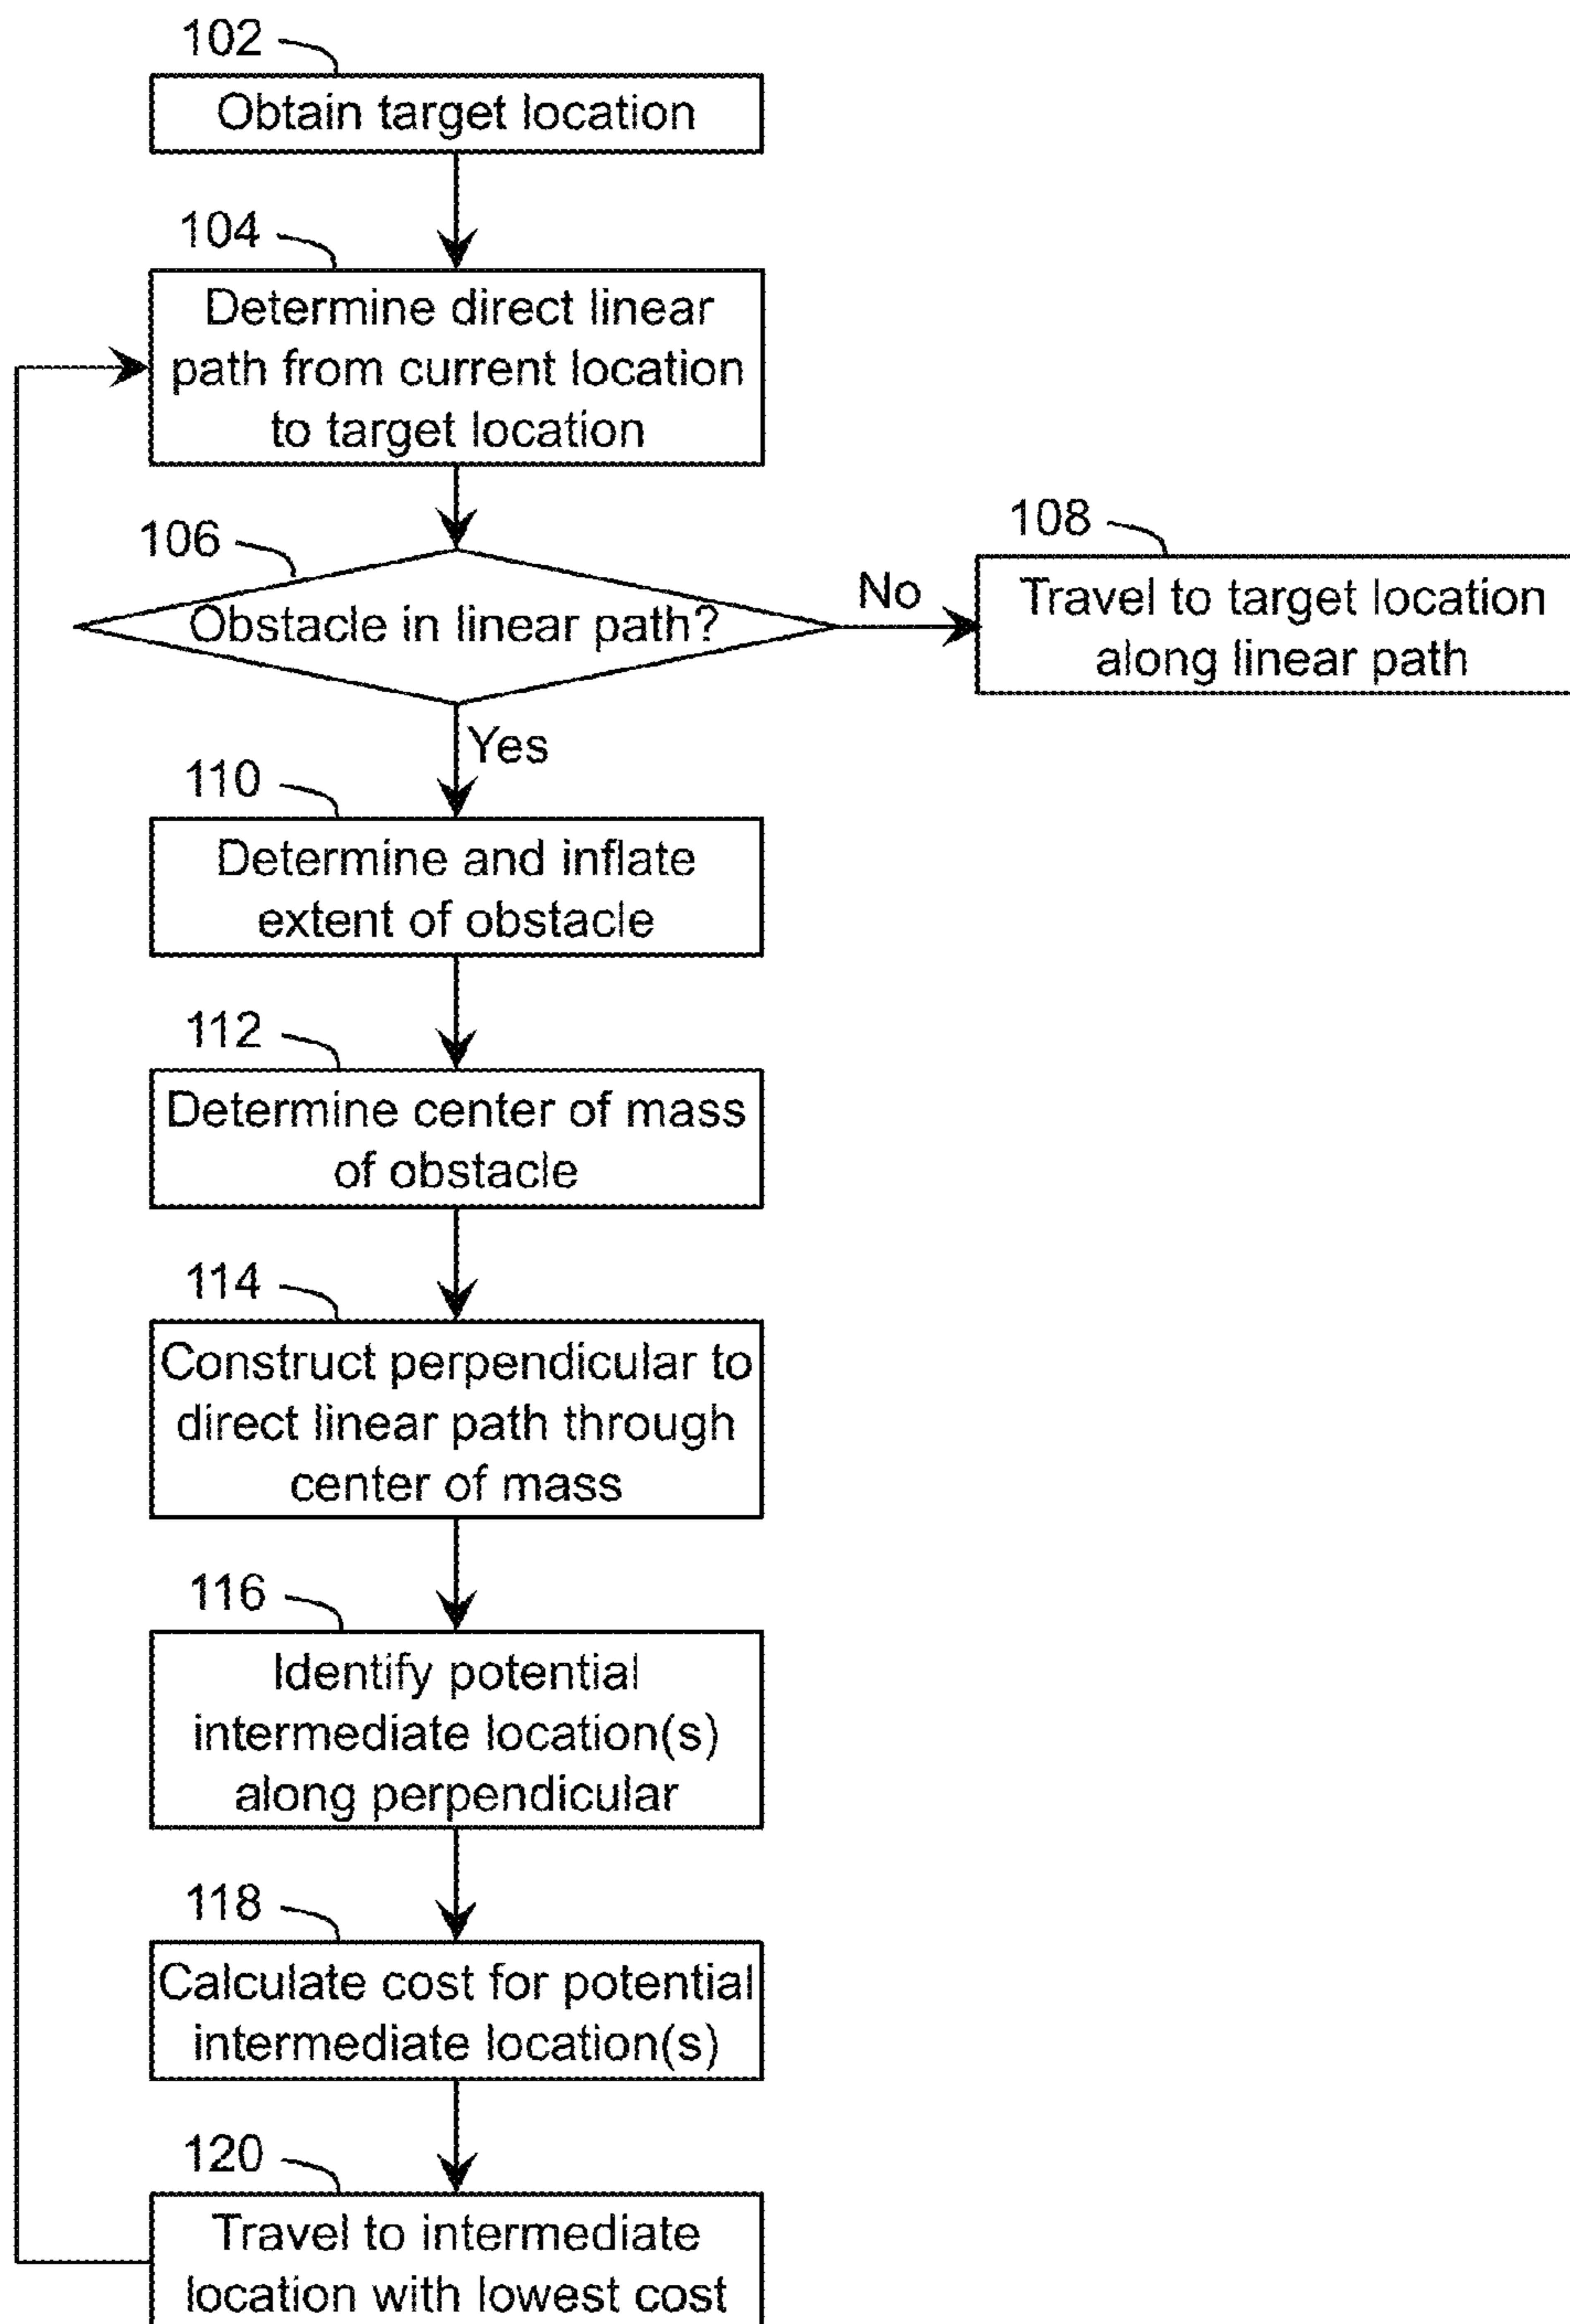 102
Obtain target location
104
Determine direct linear
path from current location
to target location
106
Obstacle in linear path?
No
108
Travel to target location
along linear path
Yes
110
Determine and inflate
extent of obstacle
112
Determine center of mass
of obstacle
114
Construct perpendicular to
direct linear path through
center of mass
116
Identify potential
intermediate location(s)
along perpendicular
118
Calculate cost for potential
intermediate location(s)
120
Travel to intermediate
location with lowest cost